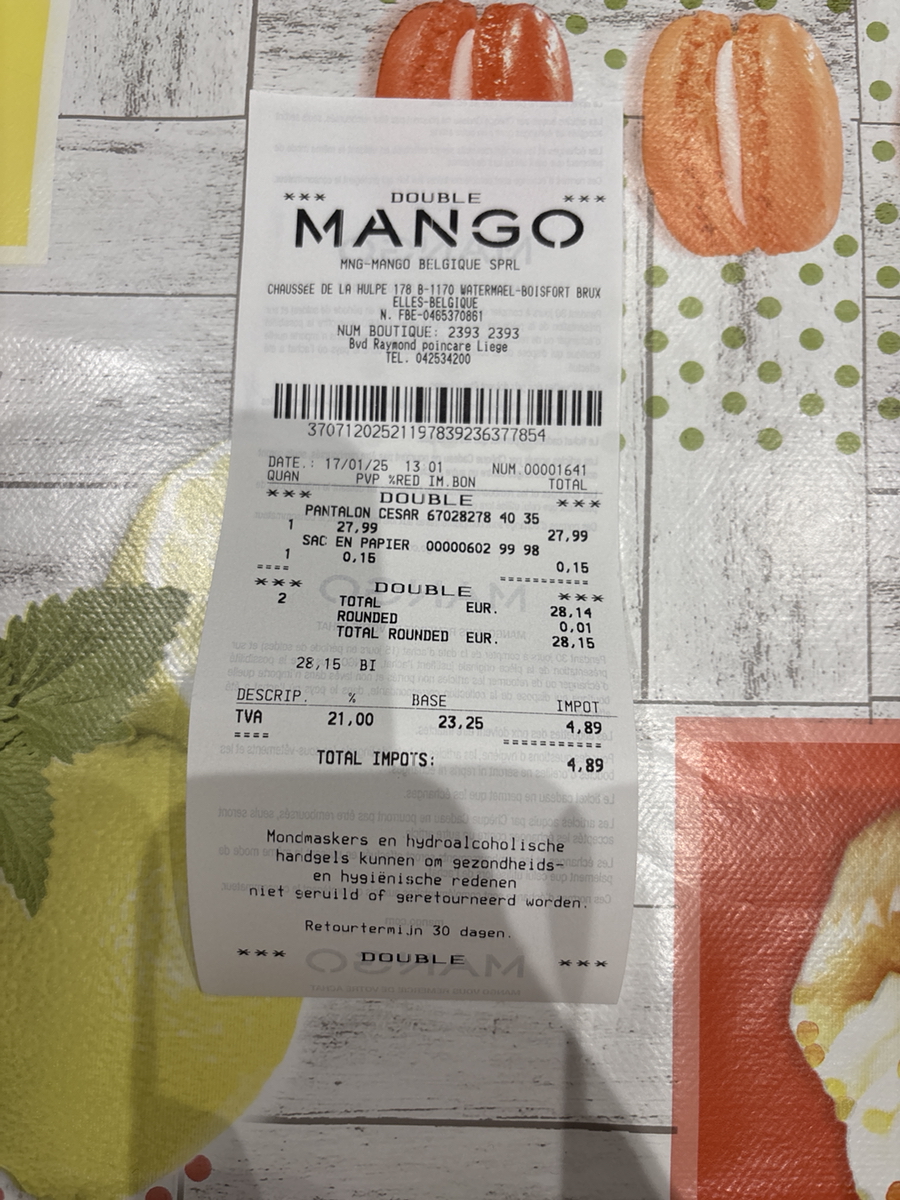 *** DOUBLE ***
MANGO
MNG-MANGO BELGIQUE SPRL
CHAUSSEE DE LA HULPE 178 B-1170 WATERMAEL-BOISFORT BRUX
ELLES-BELGIQUE
N. FBE-0465370861
NUM BOUTIQUE: 2393 2393
Bvd Raymond poincare Liege
TEL. 042534200
37071202521197839236377854
DATE.: 17/01/25 13 01 NUM.00001641
QUAN PVP %RED IM.BON TOTAL
*** DOUBLE ***
PANTALON CESAR 67028278 40 35
1 27,99 27,99
SAC EN PAPIER 00000602 99 98
1 0,15 0,15
==== ===========
*** DOUBLE ***
2 TOTAL EUR. 28,14
ROUNDED 0,01
TOTAL ROUNDED EUR. 28,15
28,15 BI
DESCRIP. % BASE IMPOT
TVA 21,00 23,25 4,89
==== ===========
TOTAL IMPOTS: 4,89
Mondmaskers en hydroalcoholische
handgels kunnen om gezondheids-
en hygiënische redenen
niet geruild of geretourneerd worden.
Retourtermijn 30 dagen.
*** DOUBLE ***